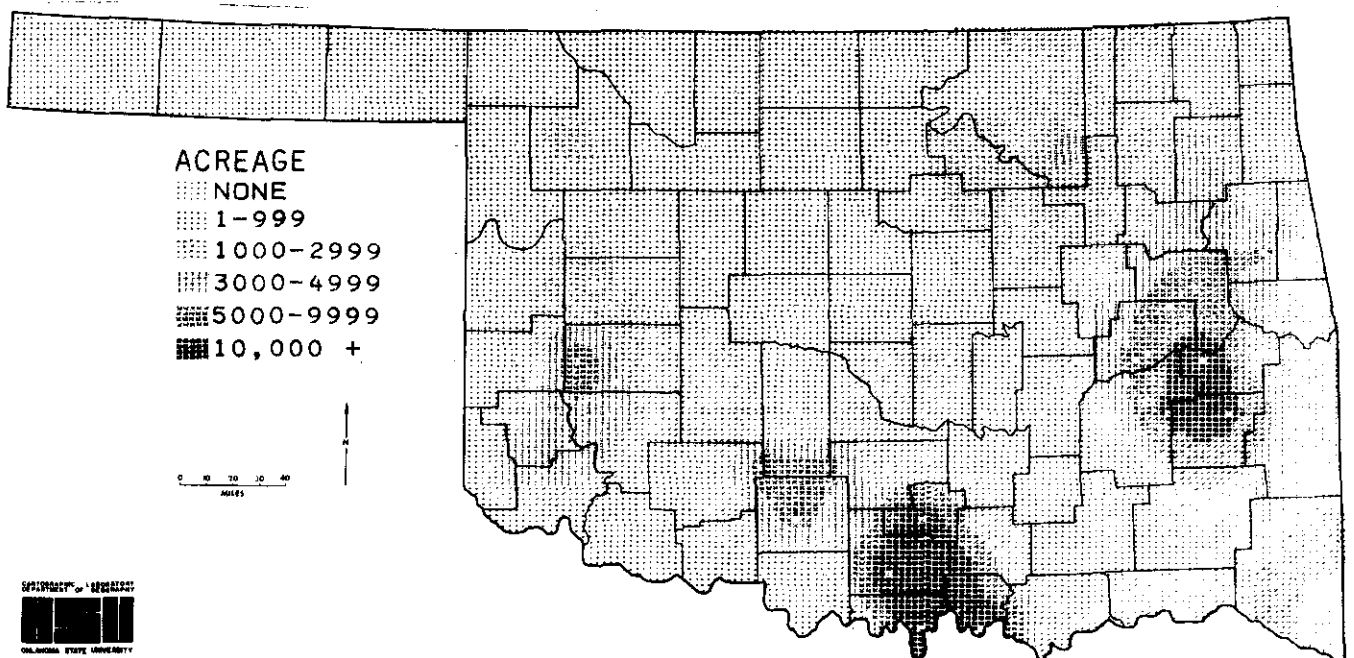 ACREAGE
NONE
1-999
1000-2999
3000-4999
5000-9999
10,000 +
N
0 10 20 30 40
MILES
CARTOGRAPHIC LABORATORY
DEPARTMENT OF GEOGRAPHY
OSU
OKLAHOMA STATE UNIVERSITY